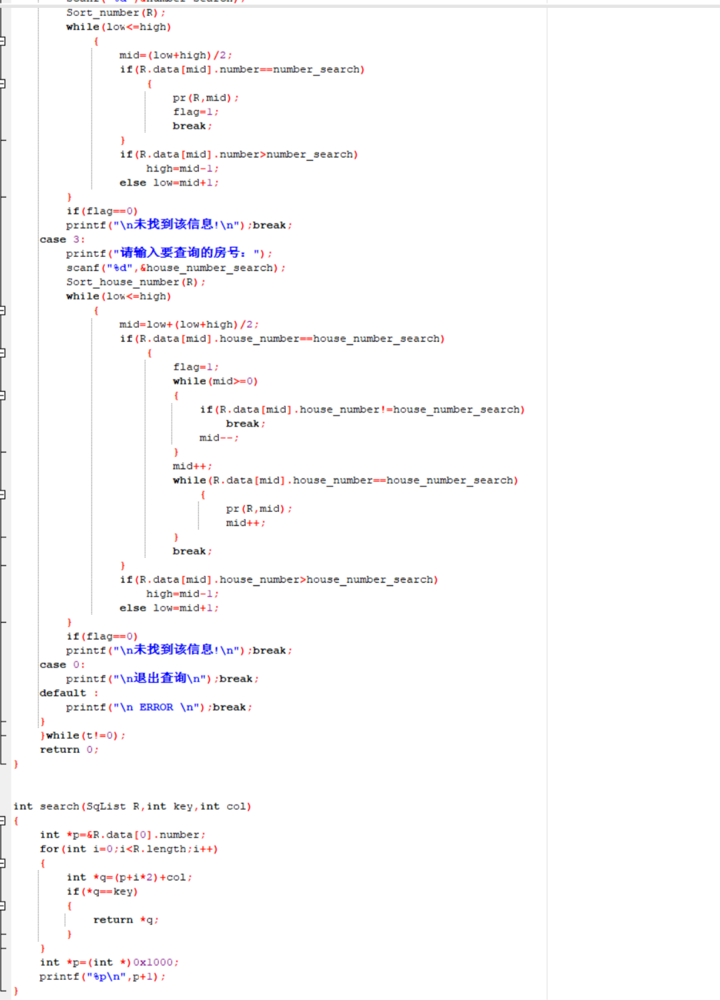 Sort_number(R);
while(low<=high)
{
mid=(low+high)/2;
if(R.data[mid].number==number_search)
{
pr(R,mid);
flag=1;
break;
}
if(R.data[mid].number>number_search)
high=mid-1;
else low=mid+1;
}
if(flag==0)
printf("\n未找到该信息!\n");break;
case 3:
printf("请输入要查询的房号：");
scanf("%d",&house_number_search);
Sort_house_number(R);
while(low<=high)
{
mid=low+(low+high)/2;
if(R.data[mid].house_number==house_number_search)
{
flag=1;
while(mid>=0)
{
if(R.data[mid].house_number!=house_number_search)
break;
mid--;
}
mid++;
while(R.data[mid].house_number==house_number_search)
{
pr(R,mid);
mid++;
}
break;
}
if(R.data[mid].house_number>house_number_search)
high=mid-1;
else low=mid+1;
}
if(flag==0)
printf("\n未找到该信息!\n");break;
case 0:
printf("\n退出查询\n");break;
default :
printf("\n ERROR \n");break;
}
}while(t!=0);
return 0;
}
int search(SqList R,int key,int col)
{
int *p=&R.data[0].number;
for(int i=0;i<R.length;i++)
{
int *q=(p+i*2)+col;
if(*q==key)
{
return *q;
}
}
int *p=(int *)0x1000;
printf("%p\n",p+1);
}